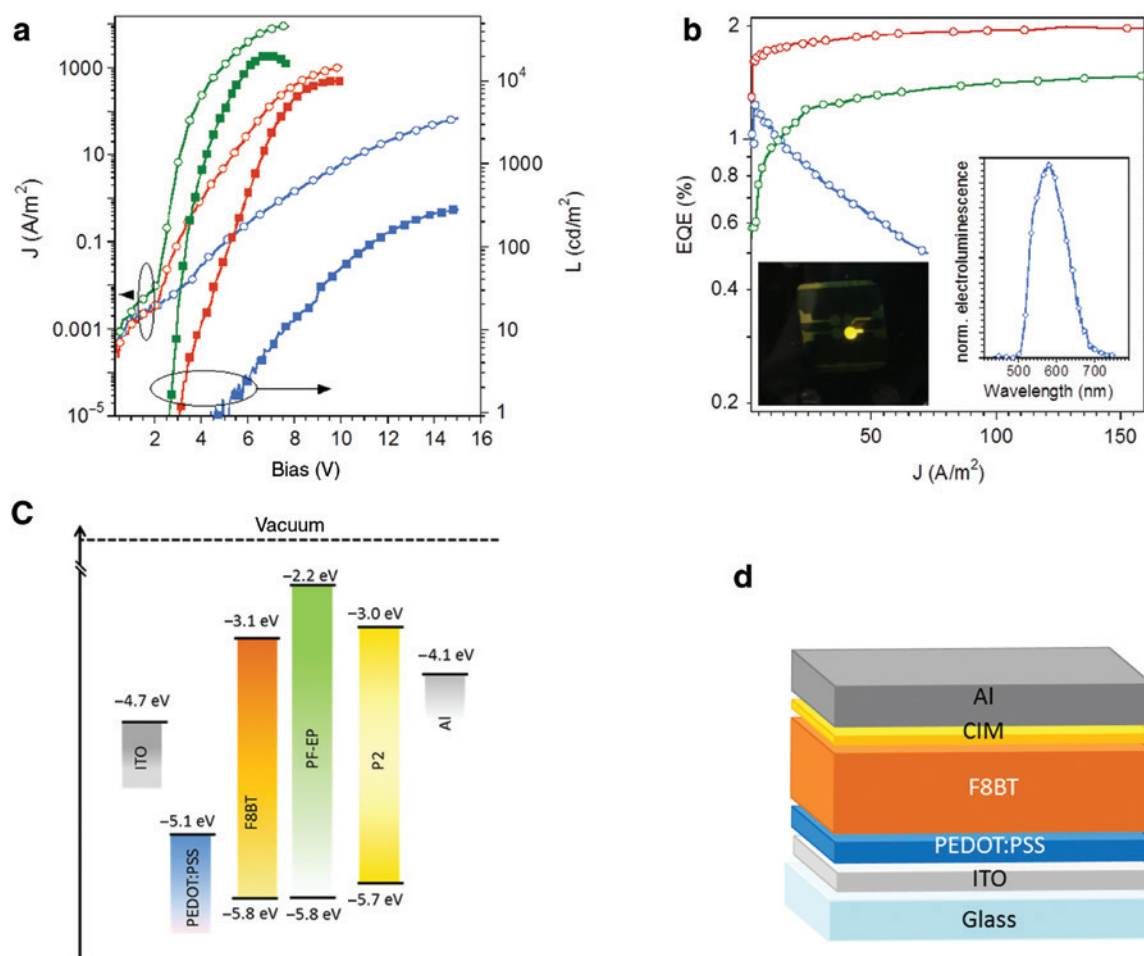 a
J (A/m²)
1000
10
0.1
0.001
10⁻⁵
L (cd/m²)
10⁴
1000
100
10
1
2 4 6 8 10 12 14 16
Bias (V)
b
EQE (%)
2
1
0.8
0.6
0.4
0.2
50 100 150
J (A/m²)
norm. electroluminescence
500 600 700
Wavelength (nm)
C
Vacuum
−2.2 eV
−3.1 eV
−3.0 eV
−4.1 eV
−4.7 eV
−5.1 eV
ITO
PEDOT:PSS
F8BT
PF-EP
P2
Al
−5.8 eV
−5.8 eV
−5.7 eV
d
Al
CIM
F8BT
PEDOT:PSS
ITO
Glass